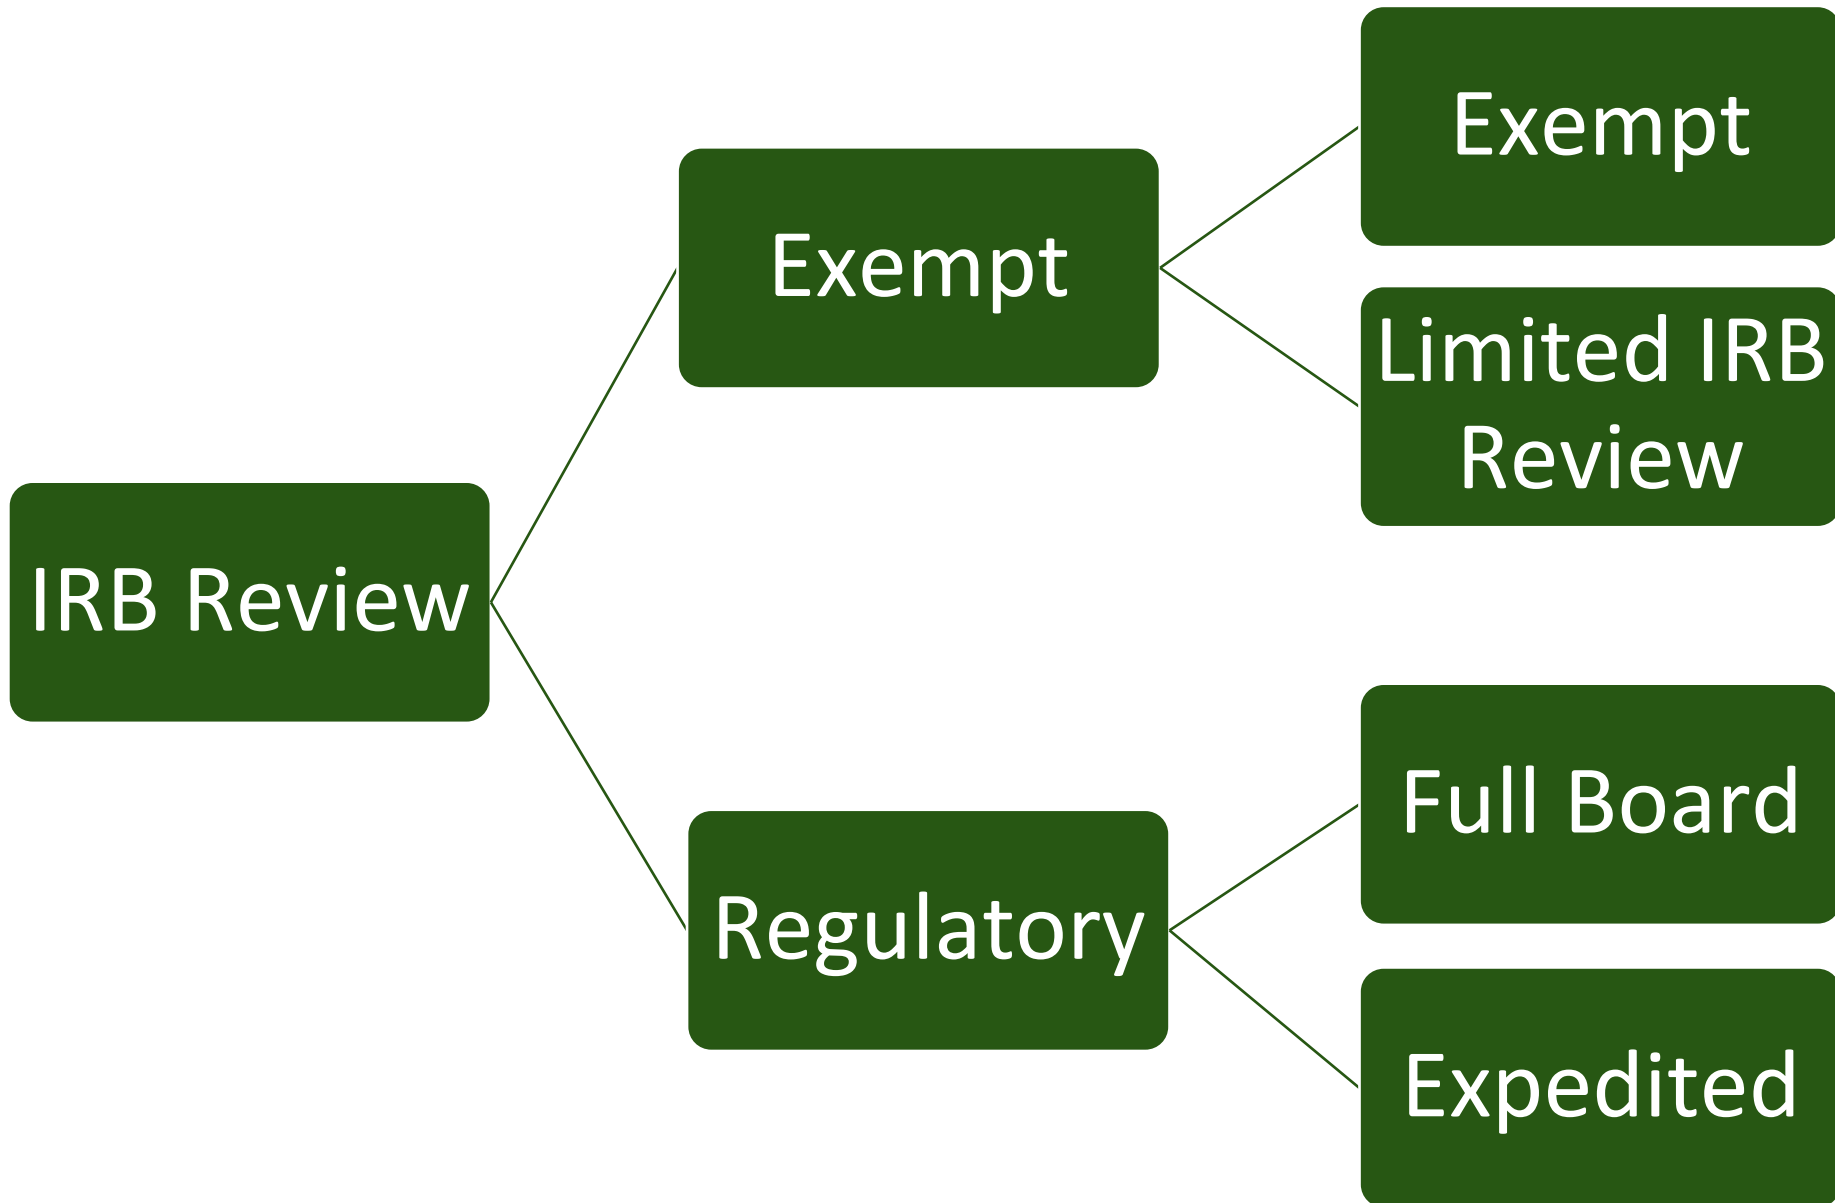 IRB Review
Exempt
Exempt
Limited IRB
Review
Regulatory
Full Board
Expedited